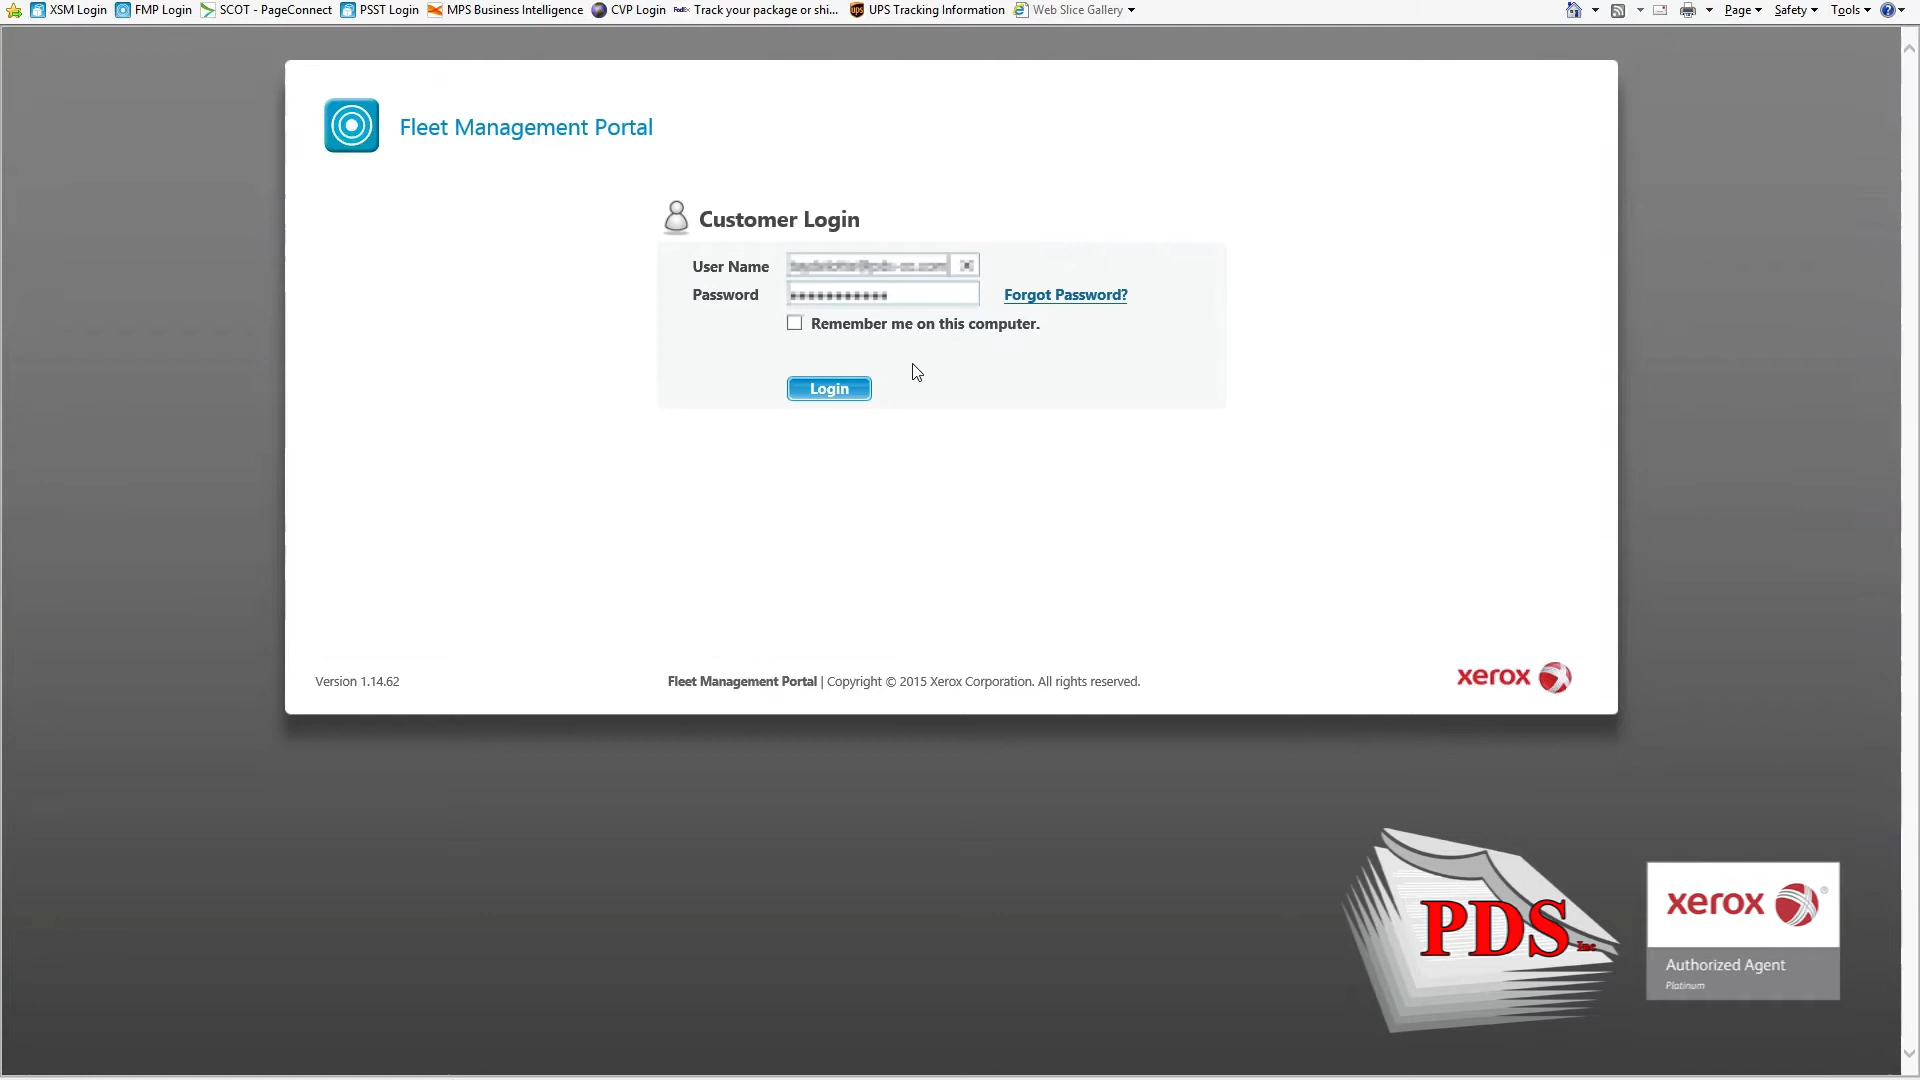 XSM Login FMP Login SCOT - PageConnect PSST Login MPS Business Intelligence CVP Login FedEx Track your package or shi... UPS Tracking Information Web Slice Gallery Page Safety Tools
Fleet Management Portal
Customer Login
User Name
Password Forgot Password?
Remember me on this computer.
Login
Version 1.14.62 Fleet Management Portal | Copyright © 2015 Xerox Corporation. All rights reserved. xerox
PDS Inc
xerox ®
Authorized Agent
Platinum